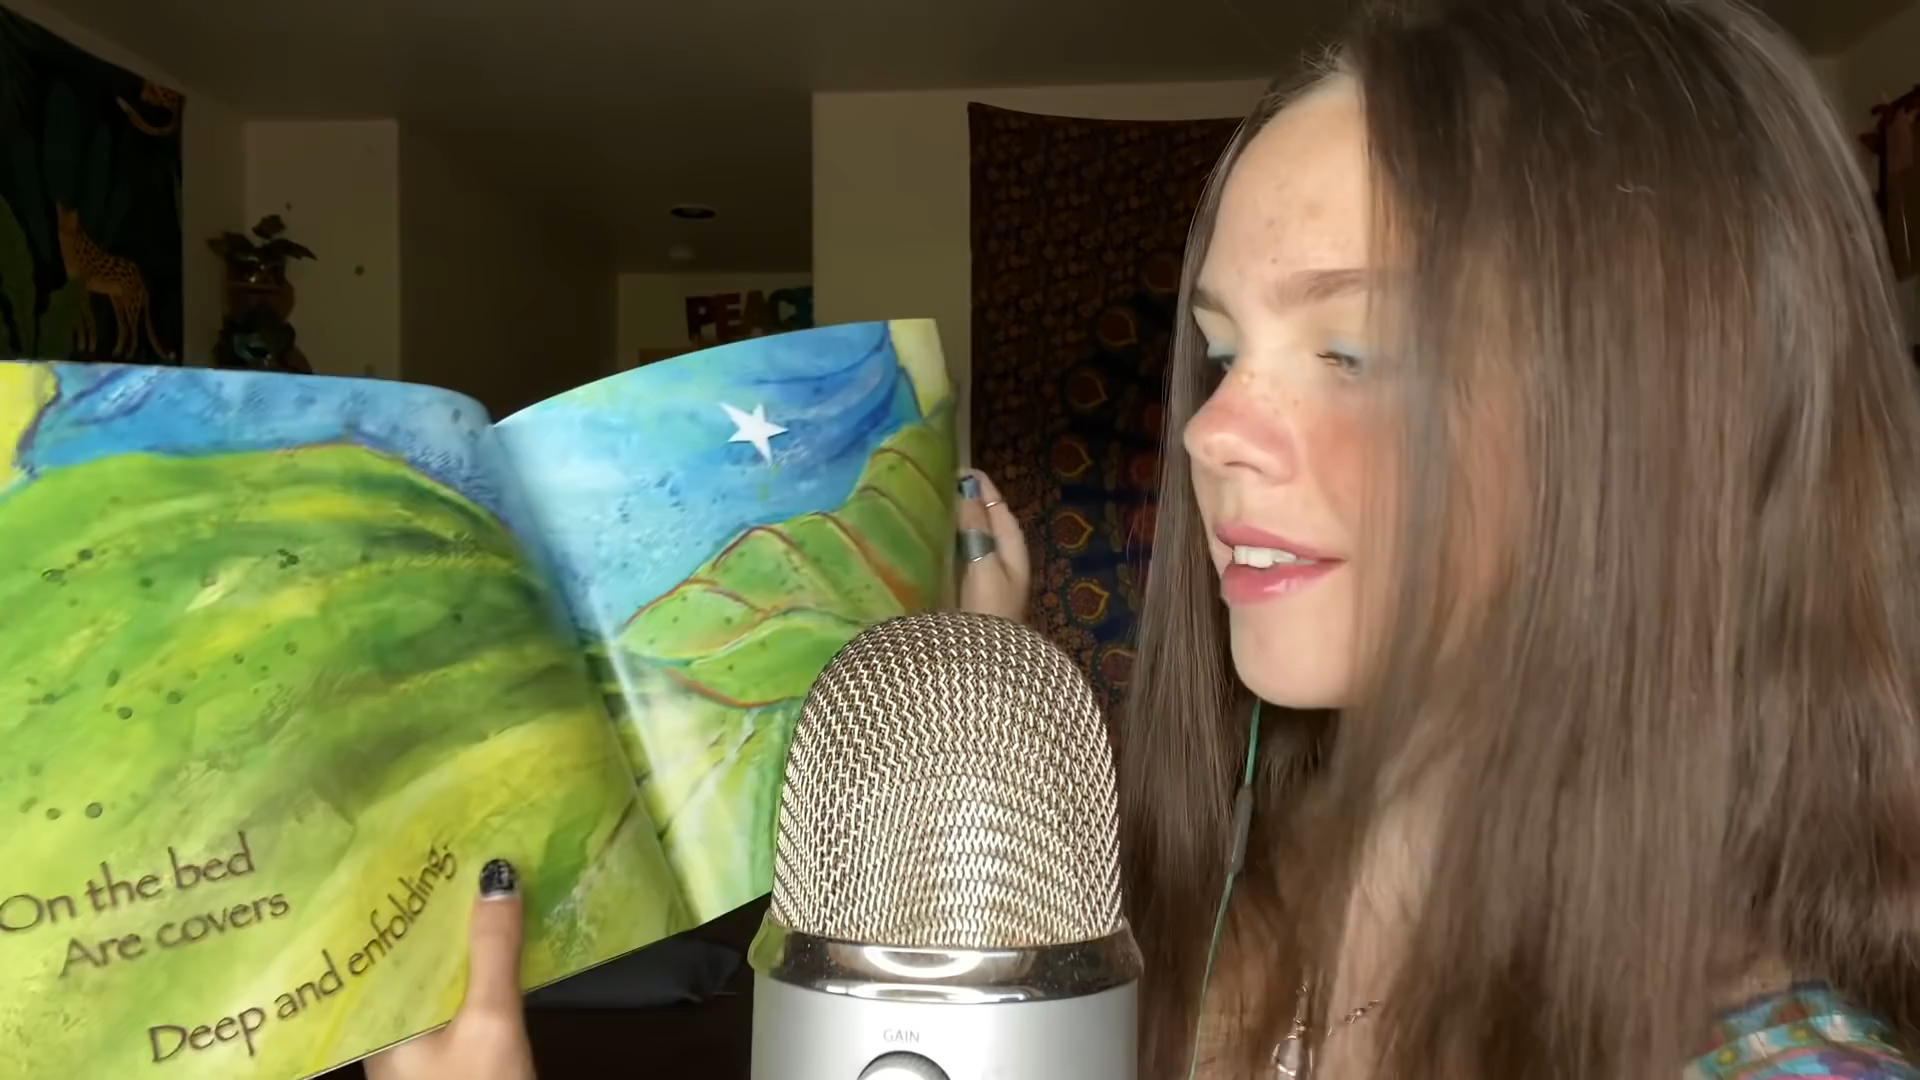 PEACE
On the bed
Are covers
Deep and enfolding.
GAIN